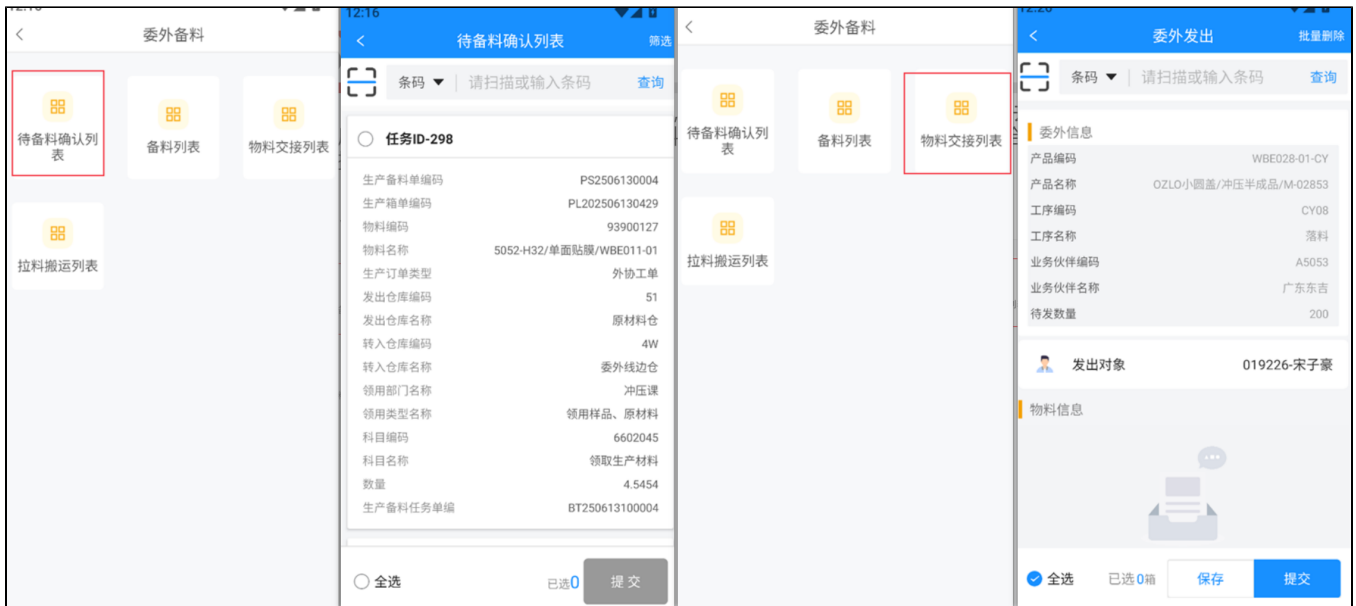 委外备料
待备料确认列
表
备料列表
物料交接列表
拉料搬运列表
12:16
待备料确认列表
筛选
条码
请扫描或输入条码
查询
任务ID-298
生产备料单编码 PS2506130004
生产箱单编码 PL202506130429
物料编码 93900127
物料名称 5052-H32/单面贴膜/WBE011-01
生产订单类型 外协工单
发出仓库编码 51
发出仓库名称 原材料仓
转入仓库编码 4W
转入仓库名称 委外线边仓
领用部门名称 冲压课
领用类型名称 领用样品、原材料
科目编码 6602045
科目名称 领取生产材料
数量 4.5454
生产备料任务单编 BT250613100004
全选 已选0 提交
委外备料
待备料确认列
表
备料列表
物料交接列表
拉料搬运列表
委外发出
批量删除
条码
请扫描或输入条码
查询
委外信息
产品编码 WBE028-01-CY
产品名称 OZLO小圆盖/冲压半成品/M-02853
工序编码 CY08
工序名称 落料
业务伙伴编码 A5053
业务伙伴名称 广东东吉
待发数量 200
发出对象 019226-宋子豪
物料信息
全选 已选0箱 保存 提交